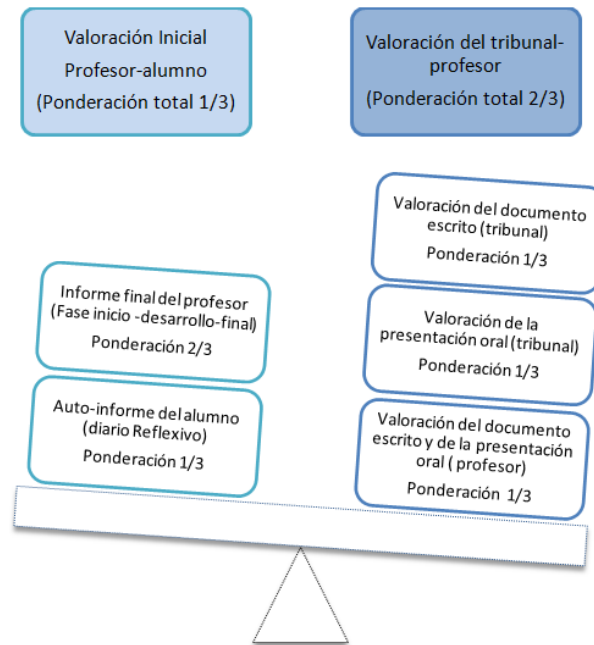 Valoración Inicial
Profesor-alumno
(Ponderación total 1/3)
Valoración del tribunal-
profesor
(Ponderación total 2/3)
Informe final del profesor
(Fase inicio -desarrollo-final)
Ponderación 2/3
Auto-informe del alumno
(diario Reflexivo)
Ponderación 1/3
Valoración del documento
escrito (tribunal)
Ponderación 1/3
Valoración de la
presentación oral (tribunal)
Ponderación 1/3
Valoración del documento
escrito y de la presentación
oral ( profesor)
Ponderación 1/3